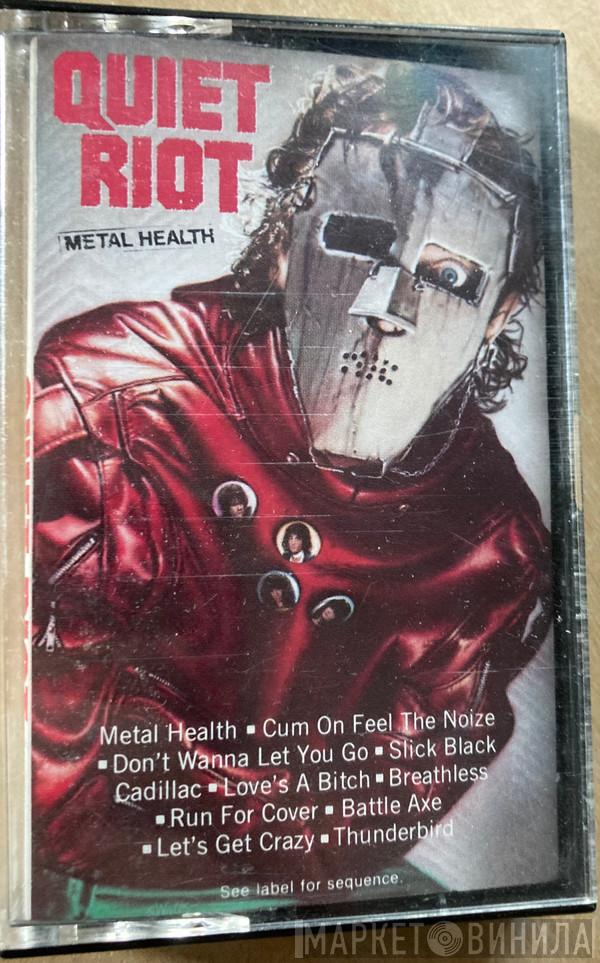 QUIET
RIOT
METAL HEALTH
Metal Health ▪ Cum On Feel The Noize
▪ Don't Wanna Let You Go ▪ Slick Black
Cadillac ▪ Love's A Bitch ▪ Breathless
▪ Run For Cover ▪ Battle Axe
▪ Let's Get Crazy ▪ Thunderbird
See label for sequence.
МАРКЕТ ВИНИЛА